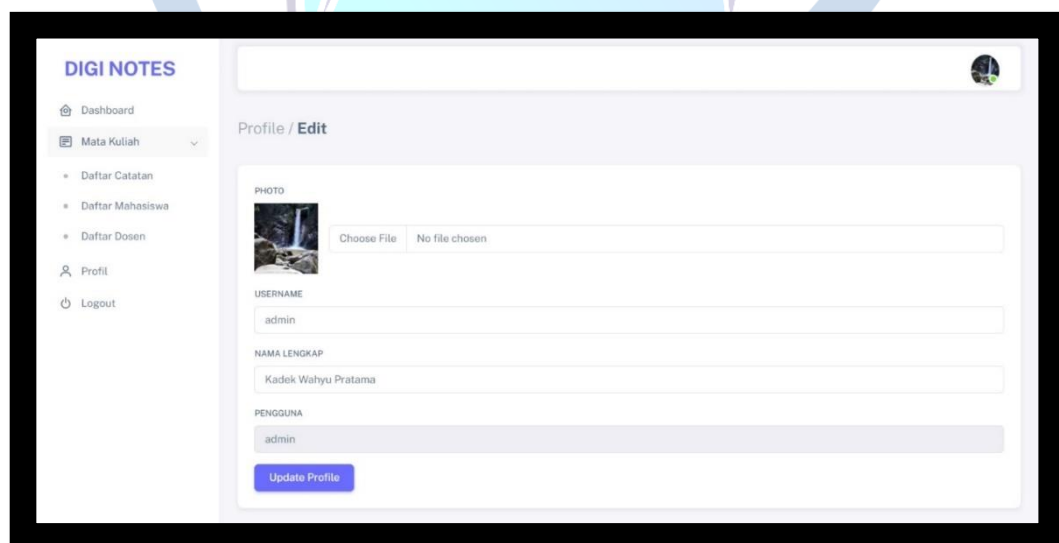 DIGI NOTES
Dashboard
Mata Kuliah
Daftar Catatan
Daftar Mahasiswa
Daftar Dosen
Profil
Logout
Profile / Edit
PHOTO
Choose File No file chosen
USERNAME
admin
NAMA LENGKAP
Kadek Wahyu Pratama
PENGGUNA
admin
Update Profile